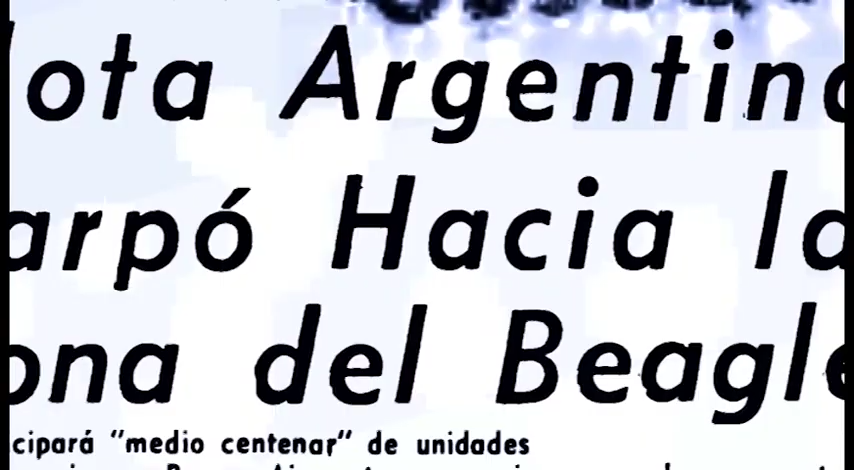 lota Argentina
arpó Hacia la
ona del Beagle
cipará "medio centenar" de unidades